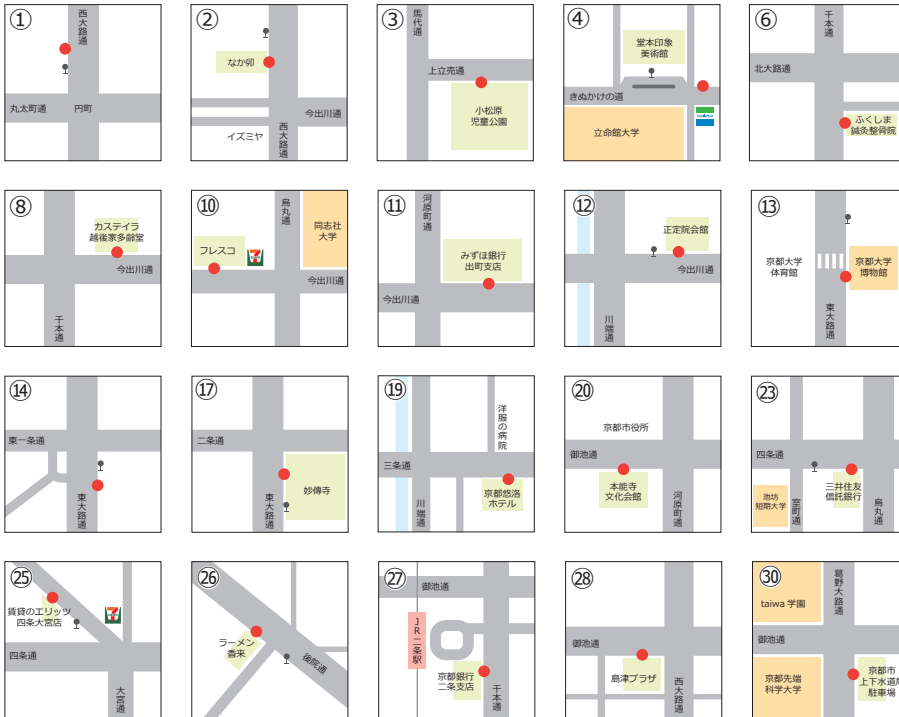 ①
西大路通
丸太町通
円町
②
なか卯
今出川通
イズミヤ
西大路通
③
馬代通
上立売通
小松原
児童公園
④
堂本印象
美術館
きぬかけの道
立命館大学
FamilyMart
⑥
千本通
北大路通
ふくしま
鍼灸整骨院
⑧
カステイラ
越後家多齢堂
今出川通
千本通
⑩
烏丸通
同志社
大学
フレスコ
今出川通
⑪
河原町通
みずほ銀行
出町支店
今出川通
⑫
正定院会館
今出川通
川端通
⑬
京都大学
体育館
京都大学
博物館
東大路通
⑭
東一条通
東大路通
⑰
二条通
妙傳寺
東大路通
⑲
洋服の病院
三条通
京都悠洛
ホテル
川端通
⑳
京都市役所
御池通
本能寺
文化会館
河原町通
㉓
四条通
三井住友
信託銀行
池坊
短期大学
室町通
烏丸通
㉕
賃貸のエリッツ
四条大宮店
四条通
大宮通
㉖
ラーメン
香来
後院通
㉗
御池通
JR二条駅
京都銀行
二条支店
千本通
㉘
御池通
島津プラザ
西大路通
㉚
葛野大路通
taiwa 学園
御池通
京都先端
科学大学
京都市
上下水道局
駐車場